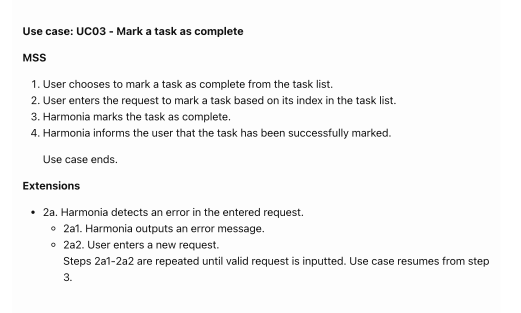 Use case: UC03 - Mark a task as complete
MSS
1. User chooses to mark a task as complete from the task list.
2. User enters the request to mark a task based on its index in the task list.
3. Harmonia marks the task as complete.
4. Harmonia informs the user that the task has been successfully marked.
Use case ends.
Extensions
• 2a. Harmonia detects an error in the entered request.
◦ 2a1. Harmonia outputs an error message.
◦ 2a2. User enters a new request.
Steps 2a1-2a2 are repeated until valid request is inputted. Use case resumes from step
3.